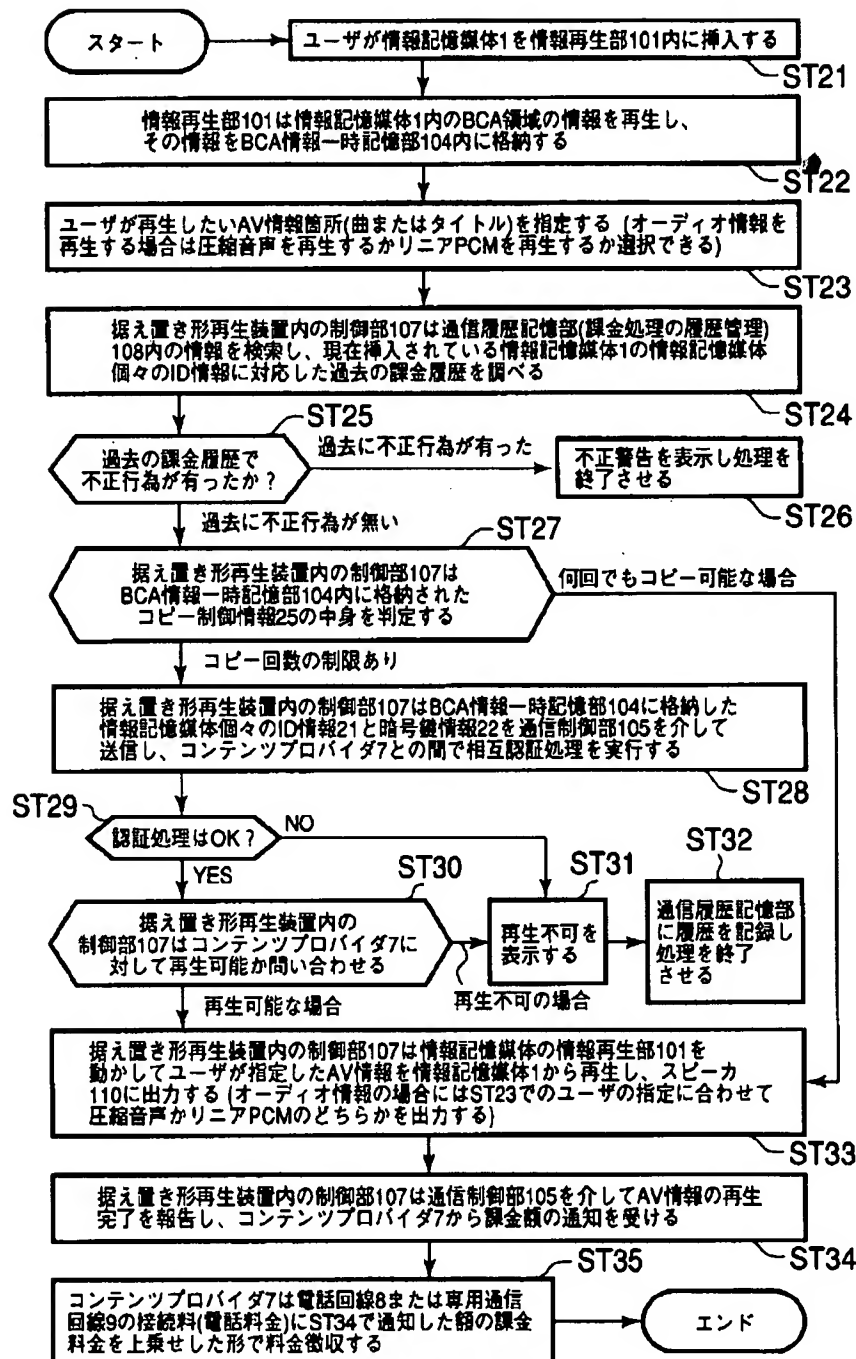 スタート
ユーザが情報記憶媒体1を情報再生部101内に挿入する
ST21
情報再生部101は情報記憶媒体1内のBCA領域の情報を再生し、
その情報をBCA情報一時記憶部104内に格納する
ST22
ユーザが再生したいAV情報箇所(曲またはタイトル)を指定する (オーディオ情報を
再生する場合は圧縮音声を再生するかリニアPCMを再生するか選択できる)
ST23
据え置き形再生装置内の制御部107は通信履歴記憶部(課金処理の履歴管理)
108内の情報を検索し、現在挿入されている情報記憶媒体1の情報記憶媒体
個々のID情報に対応した過去の課金履歴を調べる
ST24
ST25
過去の課金履歴で
不正行為が有ったか?
過去に不正行為が有った
不正警告を表示し処理を
終了させる
ST26
過去に不正行為が無い
ST27
据え置き形再生装置内の制御部107は
BCA情報一時記憶部104内に格納された
コピー制御情報25の中身を判定する
何回でもコピー可能な場合
コピー回数の制限あり
据え置き形再生装置内の制御部107はBCA情報一時記憶部104に格納した
情報記憶媒体個々のID情報21と暗号鍵情報22を通信制御部105を介して
送信し、コンテンツプロバイダ7との間で相互認証処理を実行する
ST28
ST29
認証処理はOK?
NO
YES
ST30
据え置き形再生装置内の
制御部107はコンテンツプロバイダ7に
対して再生可能か問い合わせる
ST31
再生不可を
表示する
ST32
通信履歴記憶部
に履歴を記録し
処理を終了
させる
再生可能な場合
再生不可の場合
据え置き形再生装置内の制御部107は情報記憶媒体の情報再生部101を
動かしてユーザが指定したAV情報を情報記憶媒体1から再生し、スピーカ
110に出力する (オーディオ情報の場合にはST23でのユーザの指定に合わせて
圧縮音声かリニアPCMのどちらかを出力する)
ST33
据え置き形再生装置内の制御部107は通信制御部105を介してAV情報の再生
完了を報告し、コンテンツプロバイダ7から課金額の通知を受ける
ST34
ST35
コンテンツプロバイダ7は電話回線8または専用通信
回線9の接続料(電話料金)にST34で通知した額の課金
料金を上乗せした形で料金徴収する
エンド